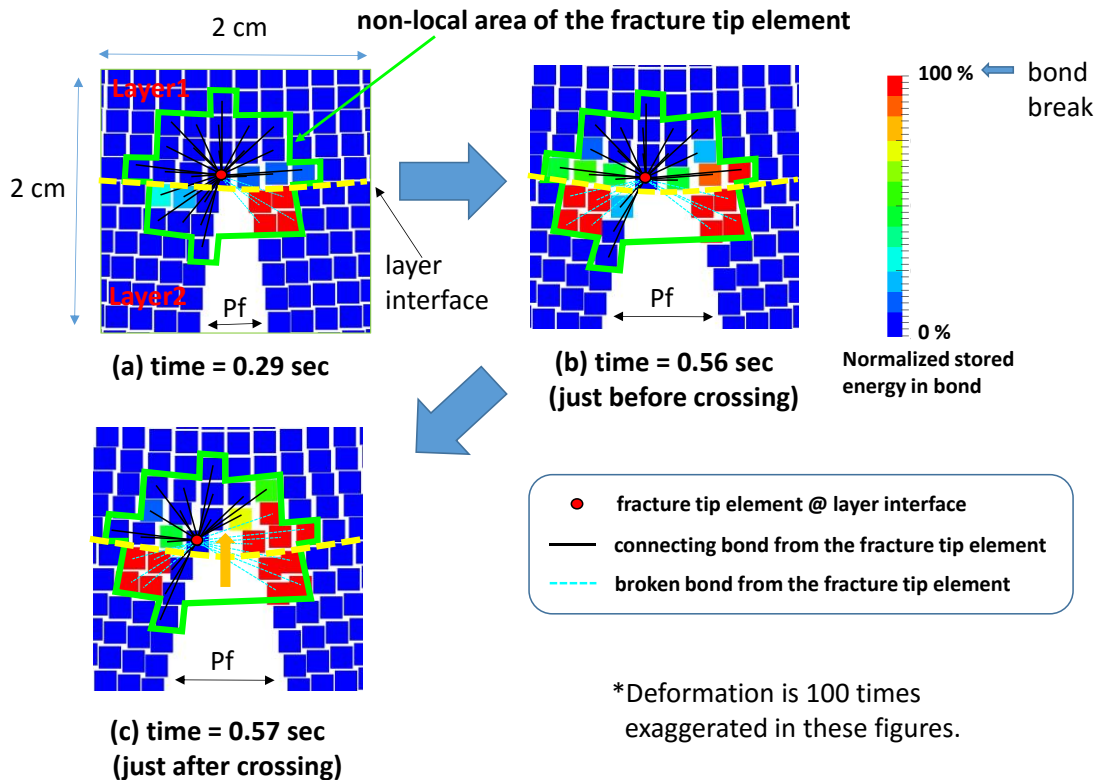 non-local area of the fracture tip element
2 cm
2 cm
Layer1
Layer2
Pf
layer
interface
(a) time = 0.29 sec
Pf
(b) time = 0.56 sec
(just before crossing)
100 %
bond
break
0 %
Normalized stored
energy in bond
Pf
(c) time = 0.57 sec
(just after crossing)
fracture tip element @ layer interface
connecting bond from the fracture tip element
broken bond from the fracture tip element
*Deformation is 100 times
exaggerated in these figures.